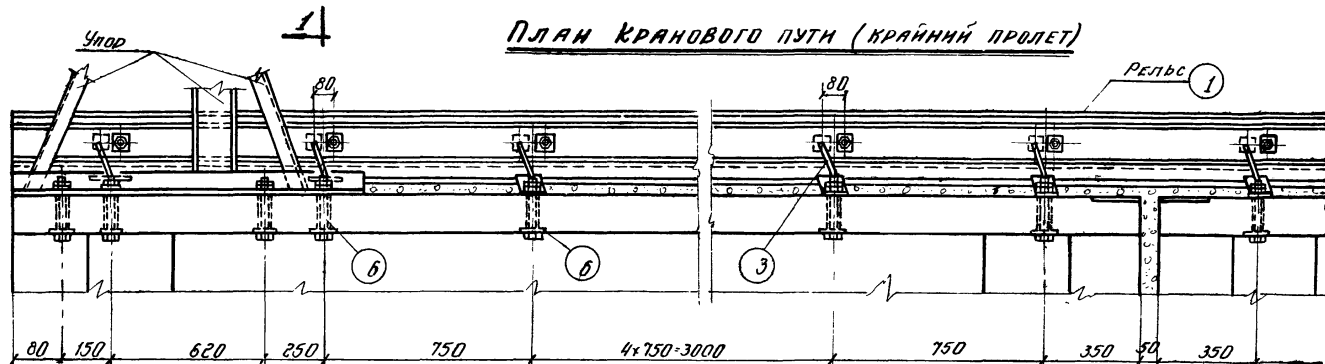 1
План кранового пути (крайний пролет)
Упор
80
80
Рельс 1
6
6
3
80 150 620 250 750 4×750=3000 750 350 50 350